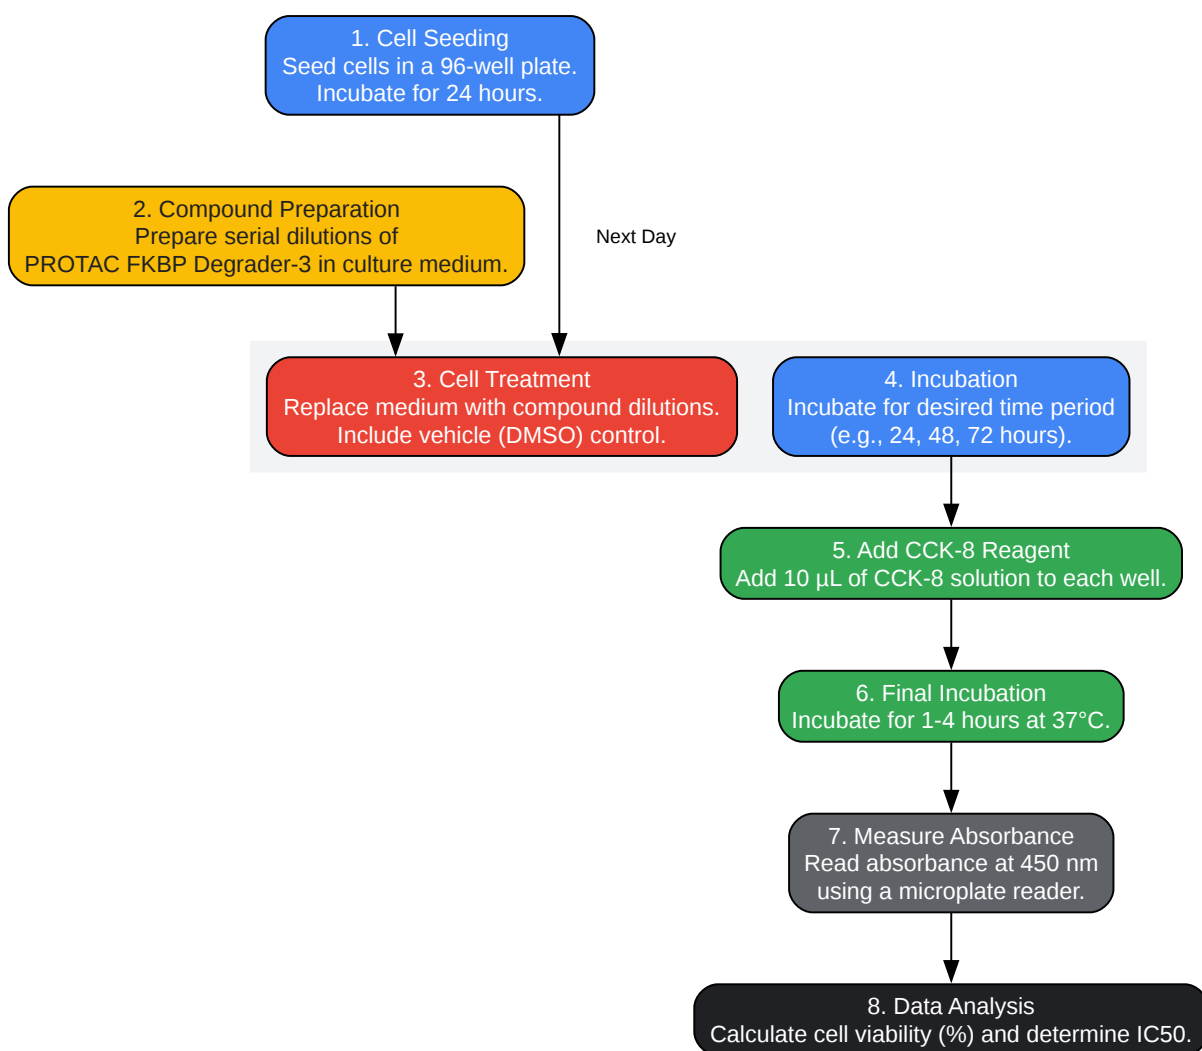 1. Cell Seeding
Seed cells in a 96-well plate.
Incubate for 24 hours.
2. Compound Preparation
Prepare serial dilutions of
PROTAC FKBP Degrader-3 in culture medium.
Next Day
3. Cell Treatment
Replace medium with compound dilutions.
Include vehicle (DMSO) control.
4. Incubation
Incubate for desired time period
(e.g., 24, 48, 72 hours).
5. Add CCK-8 Reagent
Add 10 µL of CCK-8 solution to each well.
6. Final Incubation
Incubate for 1-4 hours at 37°C.
7. Measure Absorbance
Read absorbance at 450 nm
using a microplate reader.
8. Data Analysis
Calculate cell viability (%) and determine IC50.